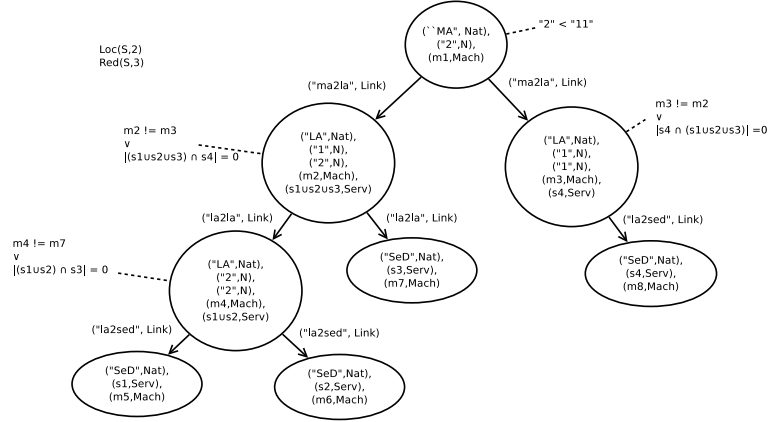 (``MA", Nat),
("2",N),
(m1,Mach)
"2" < "11"
Loc(S,2)
Red(S,3)
("ma2la", Link)
("ma2la", Link)
m2 != m3
∨
|(s1∪s2∪s3) ∩ s4| = 0
("LA",Nat),
("1",N),
("2",N),
(m2,Mach),
(s1∪s2∪s3,Serv)
("LA",Nat),
("1",N),
("1",N),
(m3,Mach),
(s4,Serv)
m3 != m2
∨
|s4 ∩ (s1∪s2∪s3)| =0
("la2la", Link)
("la2la", Link)
("la2sed", Link)
m4 != m7
∨
|(s1∪s2) ∩ s3| = 0
("LA",Nat),
("2",N),
("2",N),
(m4,Mach),
(s1∪s2,Serv)
("SeD",Nat),
(s3,Serv),
(m7,Mach)
("SeD",Nat),
(s4,Serv),
(m8,Mach)
("la2sed", Link)
("la2sed", Link)
("SeD",Nat),
(s1,Serv),
(m5,Mach)
("SeD",Nat),
(s2,Serv),
(m6,Mach)